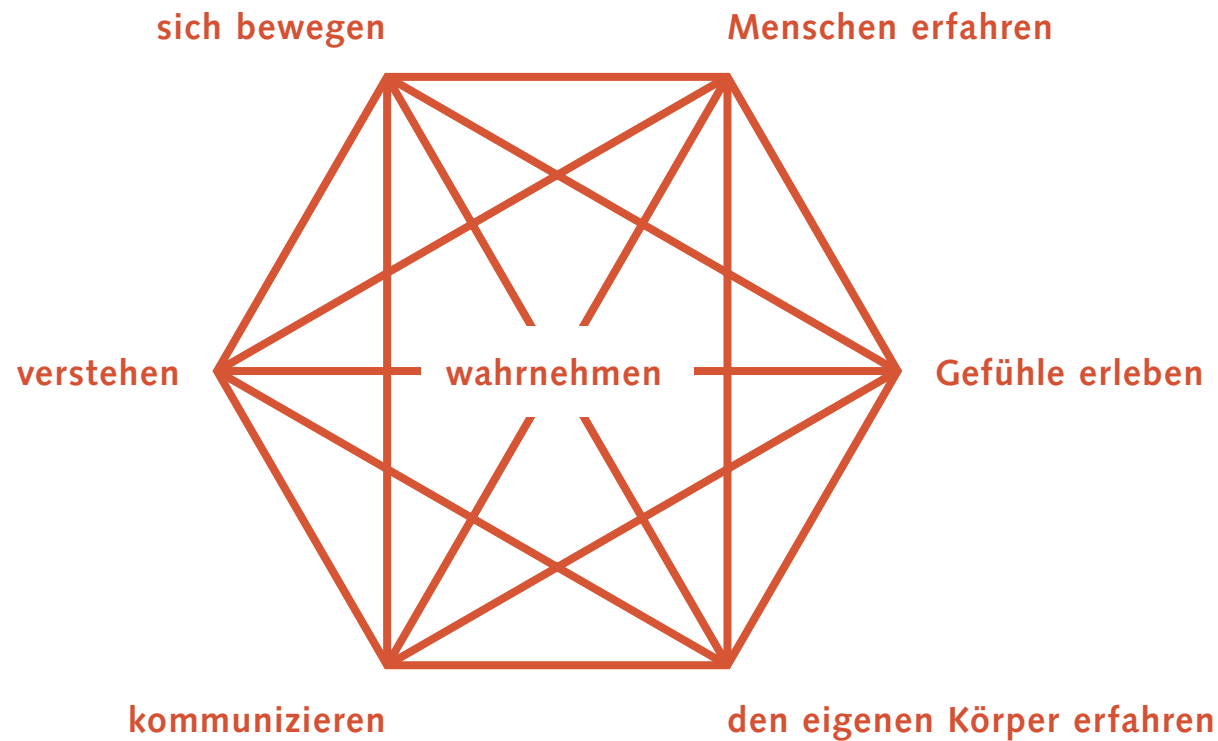 sich bewegen
Menschen erfahren
verstehen
wahrnehmen
Gefühle erleben
kommunizieren
den eigenen Körper erfahren